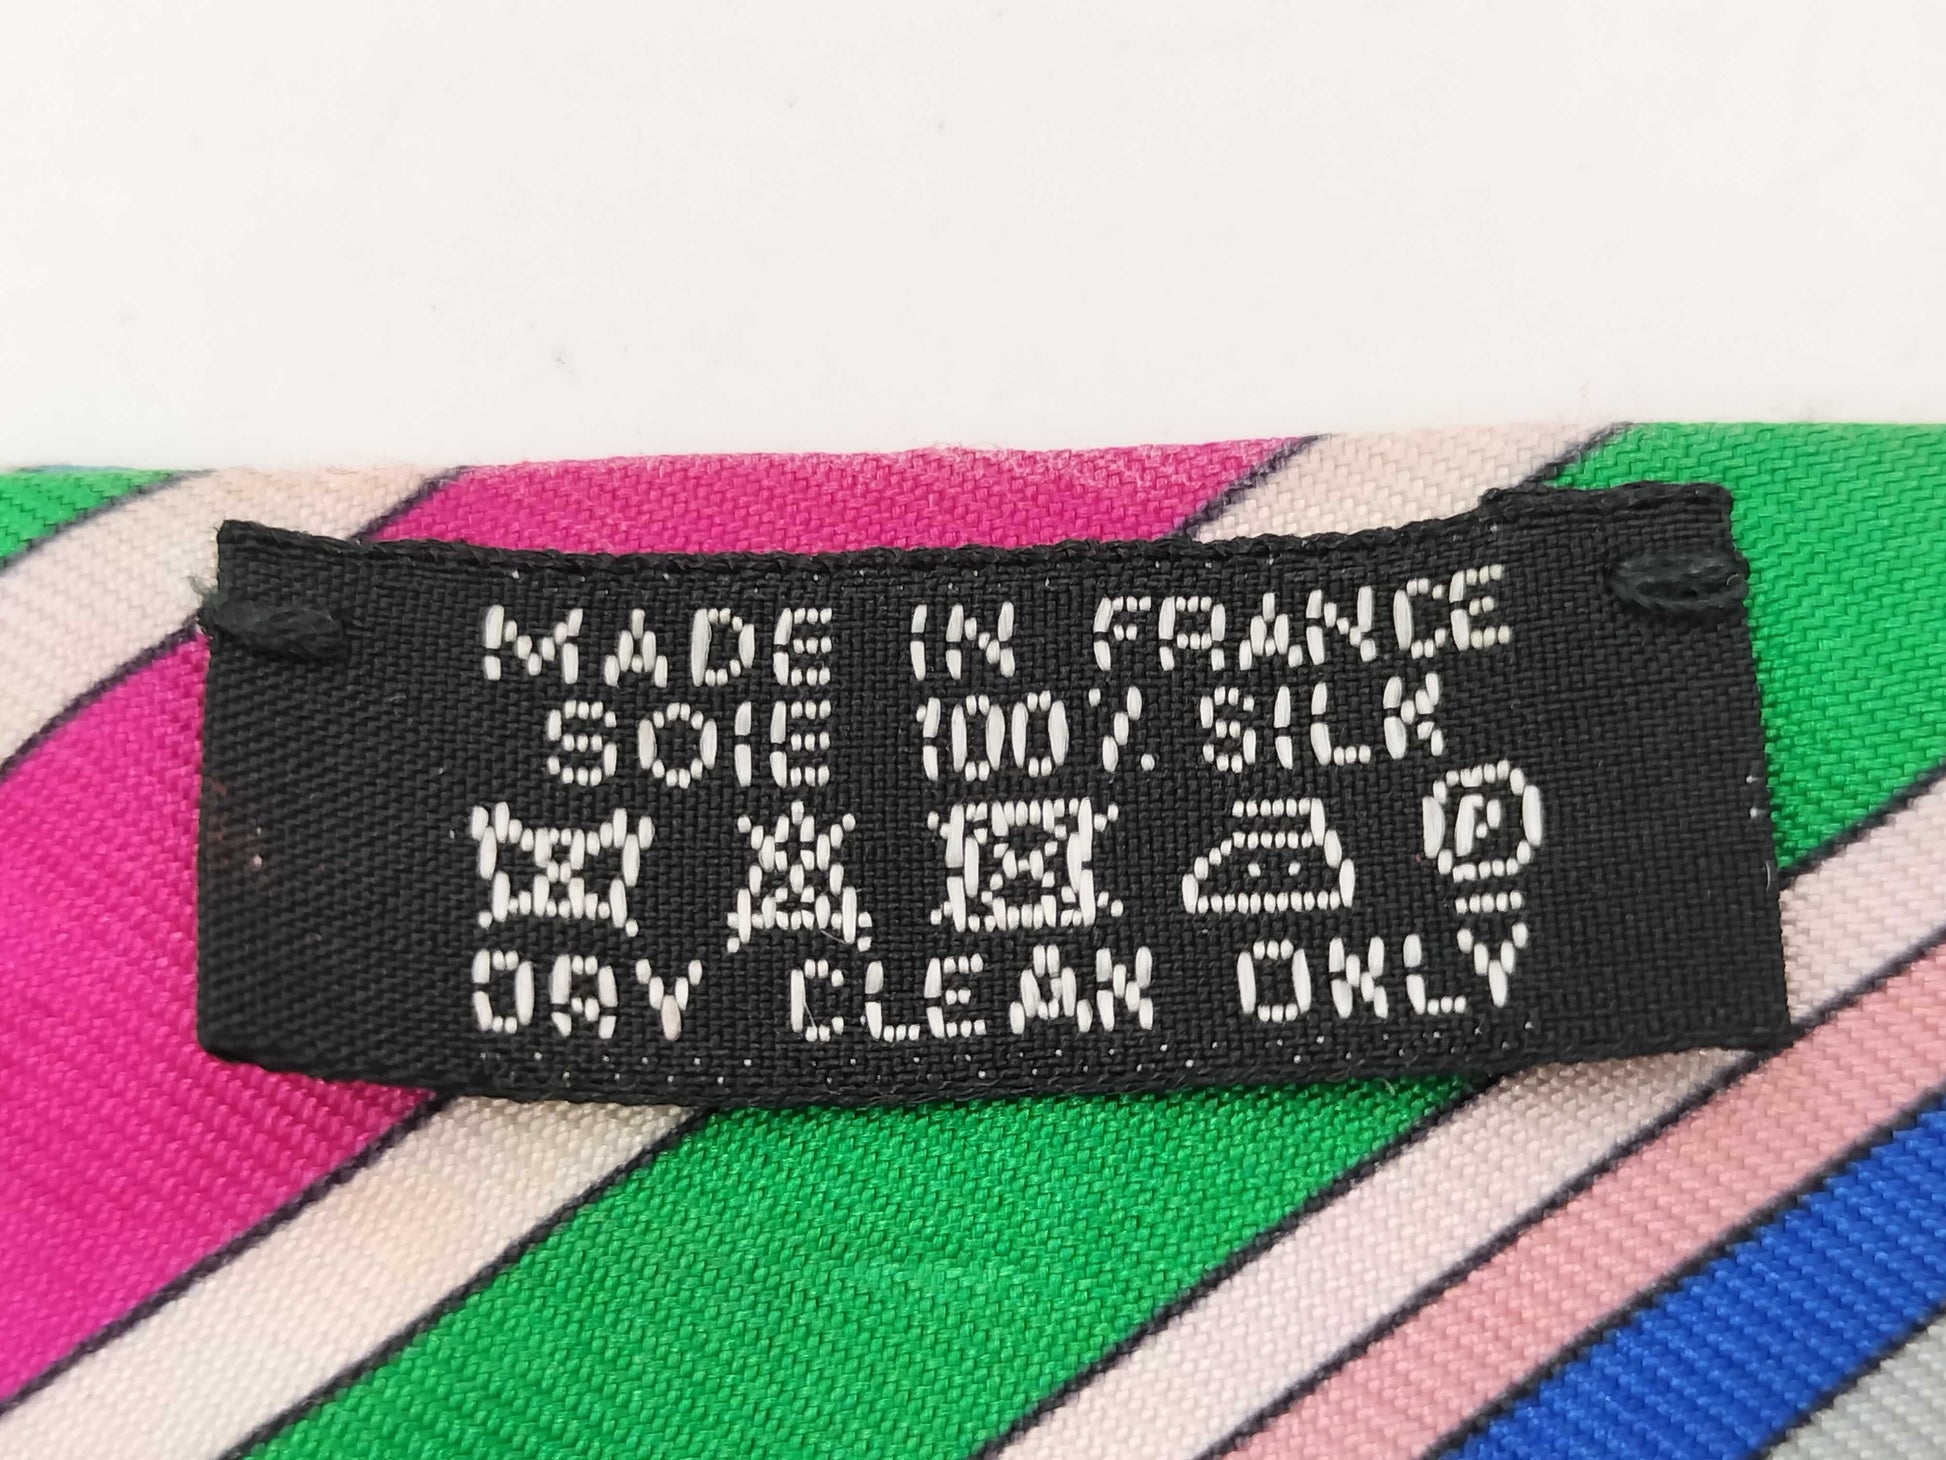 MADE IN FRANCE
SOIE 100% SILK
P
DRY CLEAN ONLY